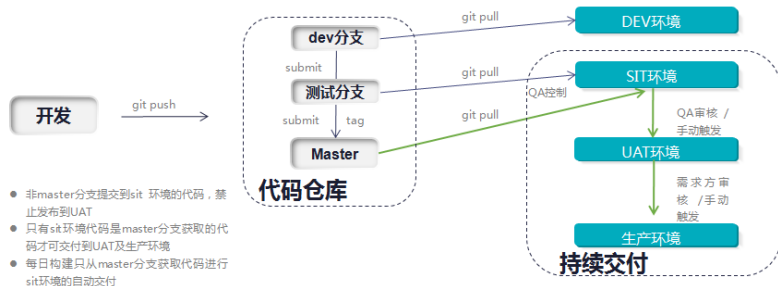 dev分支
git pull
DEV环境
submit
测试分支
git pull
SIT环境
QA控制
开发
git push
submit
tag
git pull
QA审核 /
手动触发
Master
UAT环境
代码仓库
需求方审
核 /手动
触发
生产环境
持续交付
非master分支提交到sit 环境的代码，禁
止发布到UAT
只有sit环境代码是master分支获取的代
码才可交付到UAT及生产环境
每日构建只从master分支获取代码进行
sit环境的自动交付